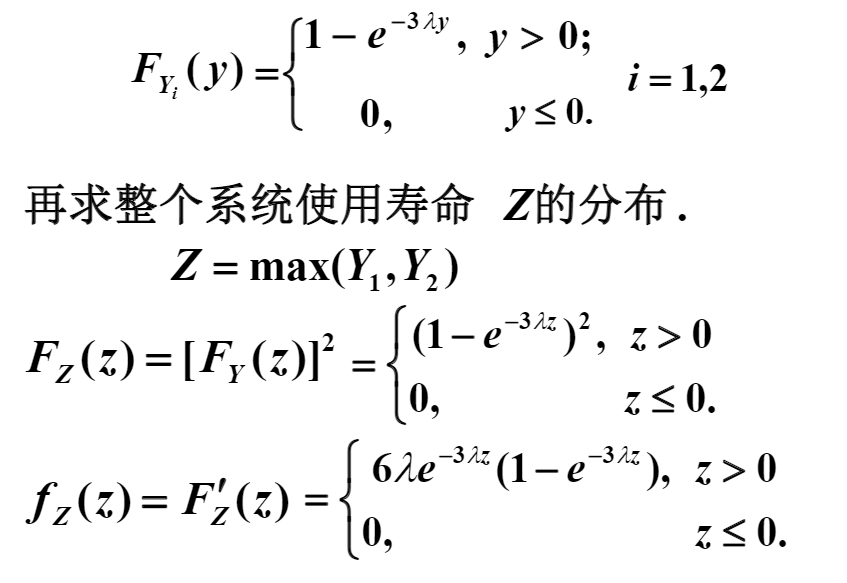 F_{Y_i}(y) = { 1 − e^{−3λy}, y > 0; 0, y ≤ 0. i = 1,2
再求整个系统使用寿命 Z的分布.
Z = max(Y_1, Y_2)
F_Z(z) = [F_Y(z)]^2 = { (1 − e^{−3λz})^2, z > 0 0, z ≤ 0.
f_Z(z) = F′_Z(z) = { 6λe^{−3λz}(1 − e^{−3λz}), z > 0 0, z ≤ 0.